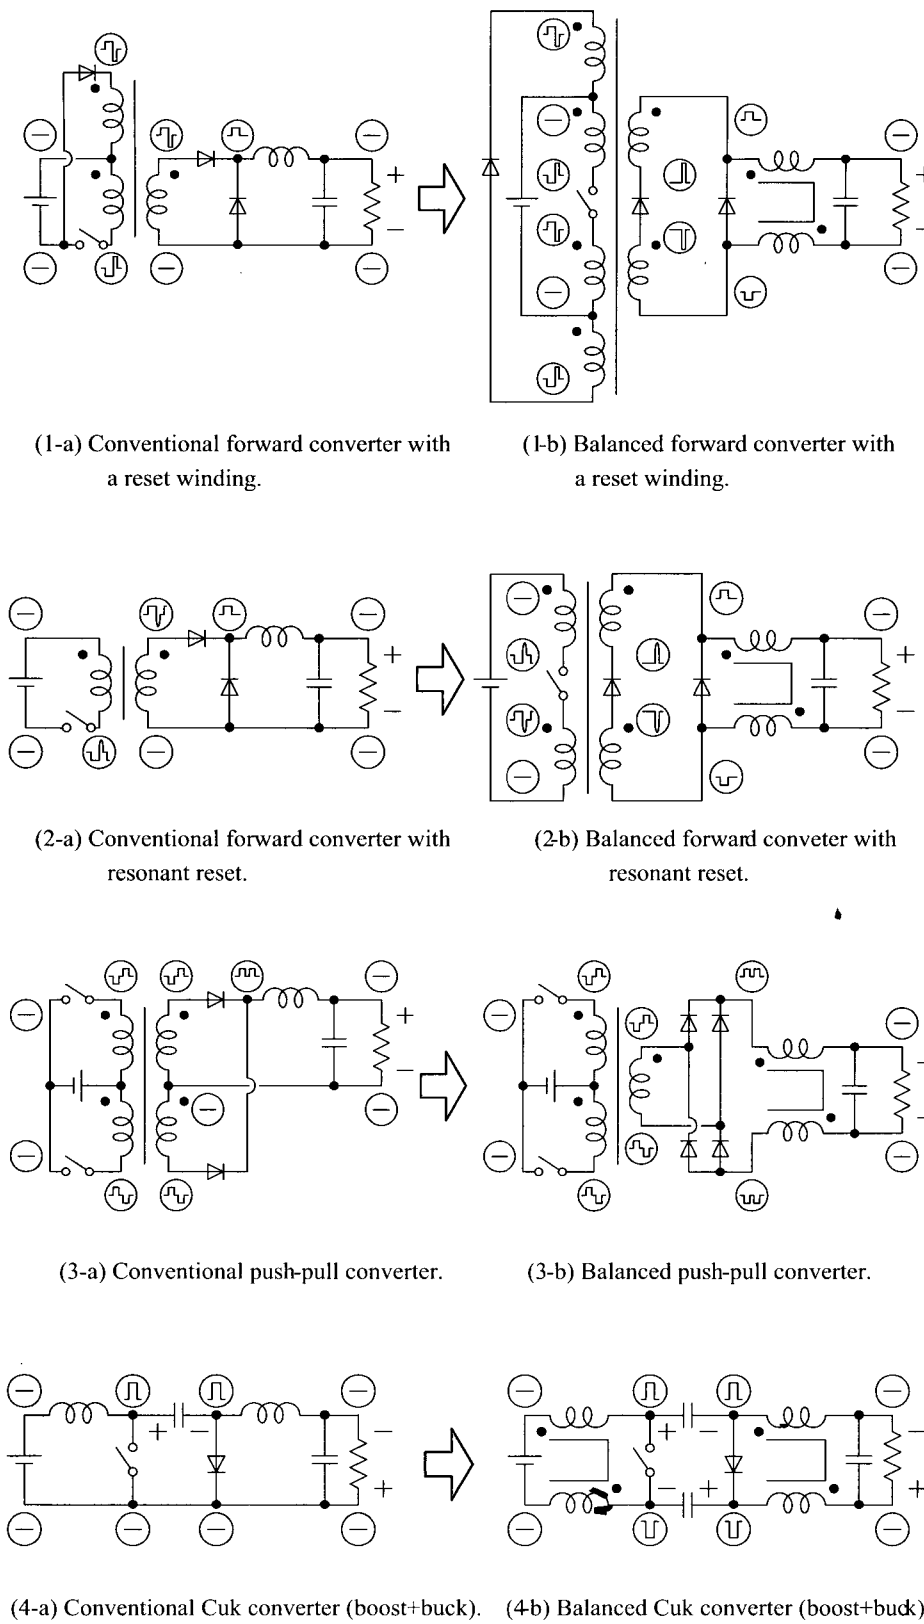 (1-a) Conventional forward converter with
a reset winding.
(1-b) Balanced forward converter with
a reset winding.
(2-a) Conventional forward converter with
resonant reset.
(2-b) Balanced forward conveter with
resonant reset.
(3-a) Conventional push-pull converter.
(3-b) Balanced push-pull converter.
(4-a) Conventional Cuk converter (boost+buck).
(4-b) Balanced Cuk converter (boost+buck).